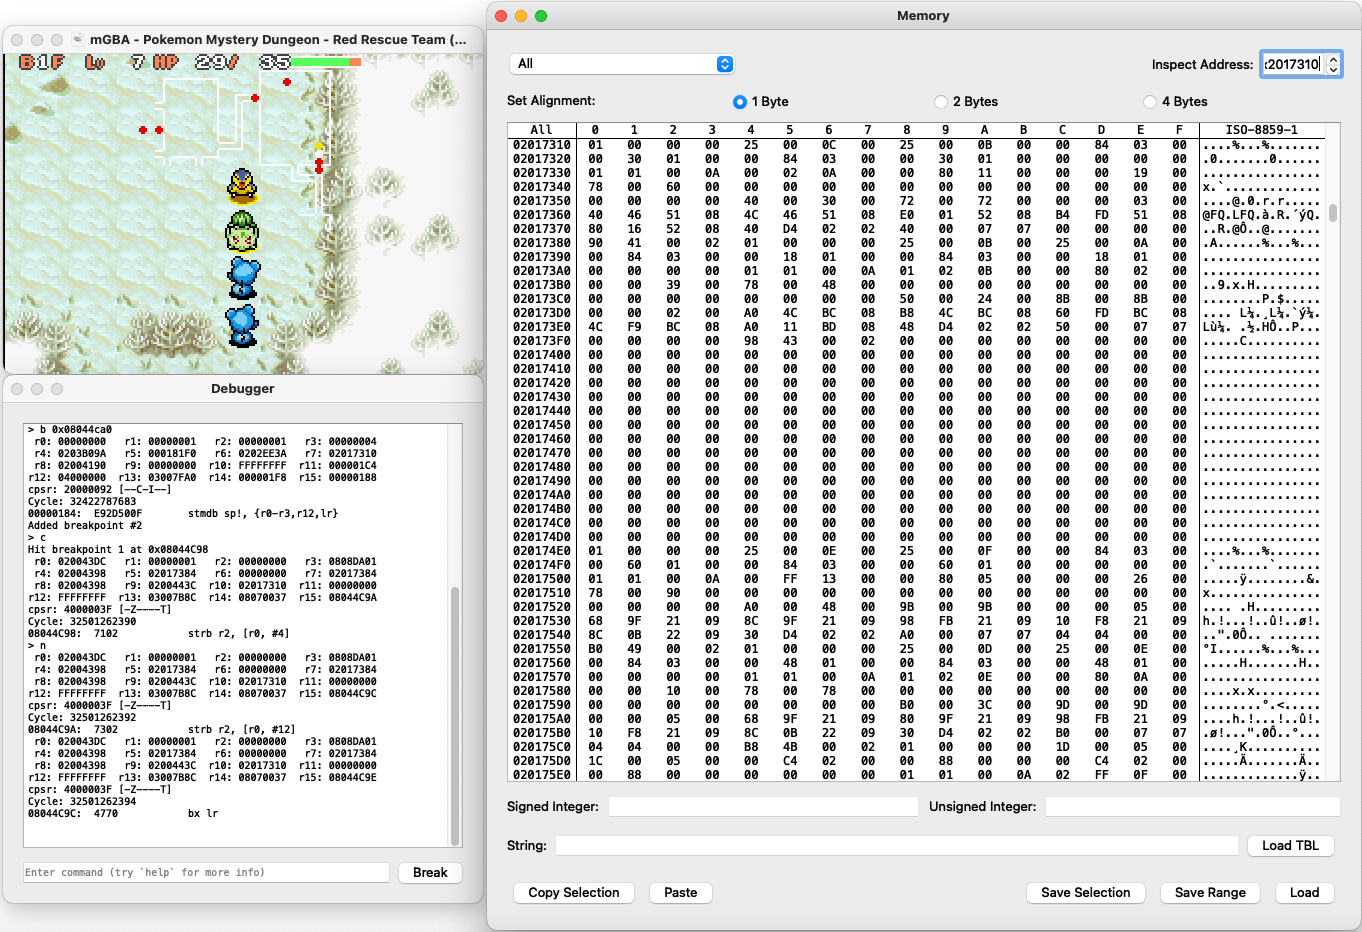 mGBA - Pokemon Mystery Dungeon - Red Rescue Team (...
B1F Lv 7 HP 29/ 35
Debugger
> b 0x08044ca0
r0: 00000000 r1: 00000001 r2: 00000001 r3: 00000004
r4: 0203B09A r5: 000181F0 r6: 0202EE3A r7: 02017310
r8: 02004190 r9: 00000000 r10: FFFFFFFF r11: 000001C4
r12: 04000000 r13: 03007FA0 r14: 000001F8 r15: 00000188
cpsr: 20000092 [--C-I--]
Cycle: 32422787683
00000184: E92D500F stmdb sp!, {r0-r3,r12,lr}
Added breakpoint #2
> c
Hit breakpoint 1 at 0x08044C98
r0: 020043DC r1: 00000001 r2: 00000000 r3: 0808DA01
r4: 02004398 r5: 02017384 r6: 00000000 r7: 02017384
r8: 02004398 r9: 0200443C r10: 02017310 r11: 00000000
r12: FFFFFFFF r13: 03007B8C r14: 08070037 r15: 08044C9A
cpsr: 4000003F [-Z----T]
Cycle: 32501262390
08044C98: 7102 strb r2, [r0, #4]
> n
r0: 020043DC r1: 00000001 r2: 00000000 r3: 0808DA01
r4: 02004398 r5: 02017384 r6: 00000000 r7: 02017384
r8: 02004398 r9: 0200443C r10: 02017310 r11: 00000000
r12: FFFFFFFF r13: 03007B8C r14: 08070037 r15: 08044C9C
cpsr: 4000003F [-Z----T]
Cycle: 32501262392
08044C9A: 7302 strb r2, [r0, #12]
r0: 020043DC r1: 00000001 r2: 00000000 r3: 0808DA01
r4: 02004398 r5: 02017384 r6: 00000000 r7: 02017384
r8: 02004398 r9: 0200443C r10: 02017310 r11: 00000000
r12: FFFFFFFF r13: 03007B8C r14: 08070037 r15: 08044C9E
cpsr: 4000003F [-Z----T]
Cycle: 32501262394
08044C9C: 4770 bx lr
Enter command (try `help` for more info)
Break
Memory
All
Inspect Address: 2017310
Set Alignment: 1 Byte 2 Bytes 4 Bytes
All 0 1 2 3 4 5 6 7 8 9 A B C D E F ISO-8859-1
02017310 01 00 00 00 25 00 0C 00 25 00 0B 00 00 84 03 00 ....%...%.......
02017320 00 30 01 00 00 84 03 00 00 30 01 00 00 00 00 00 .0.......0......
02017330 01 01 00 0A 00 02 0A 00 00 80 11 00 00 00 19 00 ................
02017340 78 00 60 00 00 00 00 00 00 00 00 00 00 00 00 00 x.`.............
02017350 00 00 00 00 40 00 30 00 72 00 72 00 00 00 03 00 ....@.0.r.r.....
02017360 40 46 51 08 4C 46 51 08 E0 01 52 08 B4 FD 51 08 @FQ.LFQ.à.R.´ýQ.
02017370 80 16 52 08 40 D4 02 02 40 00 07 07 00 00 00 00 ..R.@Ô..@.......
02017380 90 41 00 02 01 00 00 00 25 00 0B 00 25 00 0A 00 .A......%...%...
02017390 00 84 03 00 00 18 01 00 00 84 03 00 00 18 01 00 ................
020173A0 00 00 00 00 01 01 00 0A 01 02 0B 00 00 80 02 00 ................
020173B0 00 00 39 00 78 00 48 00 00 00 00 00 00 00 00 00 ..9.x.H.........
020173C0 00 00 00 00 00 00 00 00 50 00 24 00 8B 00 8B 00 ........P.$.....
020173D0 00 00 02 00 A0 4C BC 08 B8 4C BC 08 60 FD BC 08 .... L¼.¸L¼.`ý¼.
020173E0 4C F9 BC 08 A0 11 BD 08 48 D4 02 02 50 00 07 07 Lù¼. .½.HÔ..P...
020173F0 00 00 00 00 98 43 00 02 00 00 00 00 00 00 00 00 .....C..........
02017400 00 00 00 00 00 00 00 00 00 00 00 00 00 00 00 00 ................
02017410 00 00 00 00 00 00 00 00 00 00 00 00 00 00 00 00 ................
02017420 00 00 00 00 00 00 00 00 00 00 00 00 00 00 00 00 ................
02017430 00 00 00 00 00 00 00 00 00 00 00 00 00 00 00 00 ................
02017440 00 00 00 00 00 00 00 00 00 00 00 00 00 00 00 00 ................
02017450 00 00 00 00 00 00 00 00 00 00 00 00 00 00 00 00 ................
02017460 00 00 00 00 00 00 00 00 00 00 00 00 00 00 00 00 ................
02017470 00 00 00 00 00 00 00 00 00 00 00 00 00 00 00 00 ................
02017480 00 00 00 00 00 00 00 00 00 00 00 00 00 00 00 00 ................
02017490 00 00 00 00 00 00 00 00 00 00 00 00 00 00 00 00 ................
020174A0 00 00 00 00 00 00 00 00 00 00 00 00 00 00 00 00 ................
020174B0 00 00 00 00 00 00 00 00 00 00 00 00 00 00 00 00 ................
020174C0 00 00 00 00 00 00 00 00 00 00 00 00 00 00 00 00 ................
020174D0 00 00 00 00 00 00 00 00 00 00 00 00 00 00 00 00 ................
020174E0 01 00 00 00 25 00 0E 00 25 00 0F 00 00 84 03 00 ....%...%.......
020174F0 00 60 01 00 00 84 03 00 00 60 01 00 00 00 00 00 .`.......`......
02017500 01 01 00 0A 00 FF 13 00 00 80 05 00 00 00 26 00 .....ÿ........&.
02017510 78 00 90 00 00 00 00 00 00 00 00 00 00 00 00 00 x...............
02017520 00 00 00 00 A0 00 48 00 9B 00 9B 00 00 00 05 00 .... .H.........
02017530 68 9F 21 09 8C 9F 21 09 98 FB 21 09 10 F8 21 09 h.!...!..û!..ø!.
02017540 8C 0B 22 09 30 D4 02 02 A0 00 07 07 04 04 00 00 ..".0Ô.. .......
02017550 B0 49 00 02 01 00 00 00 25 00 0D 00 25 00 0E 00 °I......%...%...
02017560 00 84 03 00 00 48 01 00 00 84 03 00 00 48 01 00 .....H.......H..
02017570 00 00 00 00 01 01 00 0A 01 02 0E 00 00 80 0A 00 ................
02017580 00 00 10 00 78 00 78 00 00 00 00 00 00 00 00 00 ....x.x.........
02017590 00 00 00 00 00 00 00 00 B0 00 3C 00 9D 00 9D 00 ........°.<.....
020175A0 00 00 05 00 68 9F 21 09 80 9F 21 09 98 FB 21 09 ....h.!...!..û!.
020175B0 10 F8 21 09 8C 0B 22 09 30 D4 02 02 B0 00 07 07 .ø!...".0Ô..°...
020175C0 04 04 00 00 B8 4B 00 02 01 00 00 00 1D 00 05 00 ....¸K..........
020175D0 1C 00 05 00 00 C4 02 00 00 88 00 00 00 C4 02 00 .....Ä.......Ä..
020175E0 00 88 00 00 00 00 00 00 01 01 00 0A 02 FF 0F 00 .............ÿ..
Signed Integer: Unsigned Integer:
String: Load TBL
Copy Selection Paste Save Selection Save Range Load